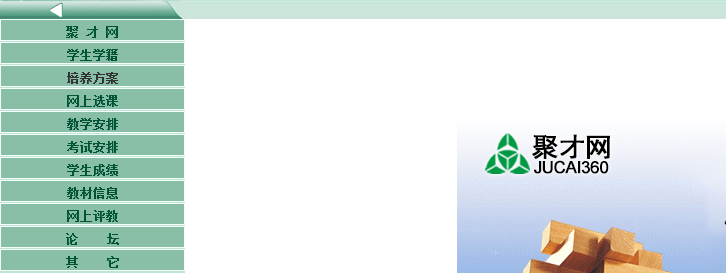 聚 才 网
学生学籍
培养方案
网上选课
教学安排
考试安排
学生成绩
教材信息
网上评教
论 坛
其 它
聚才网
JUCAI360